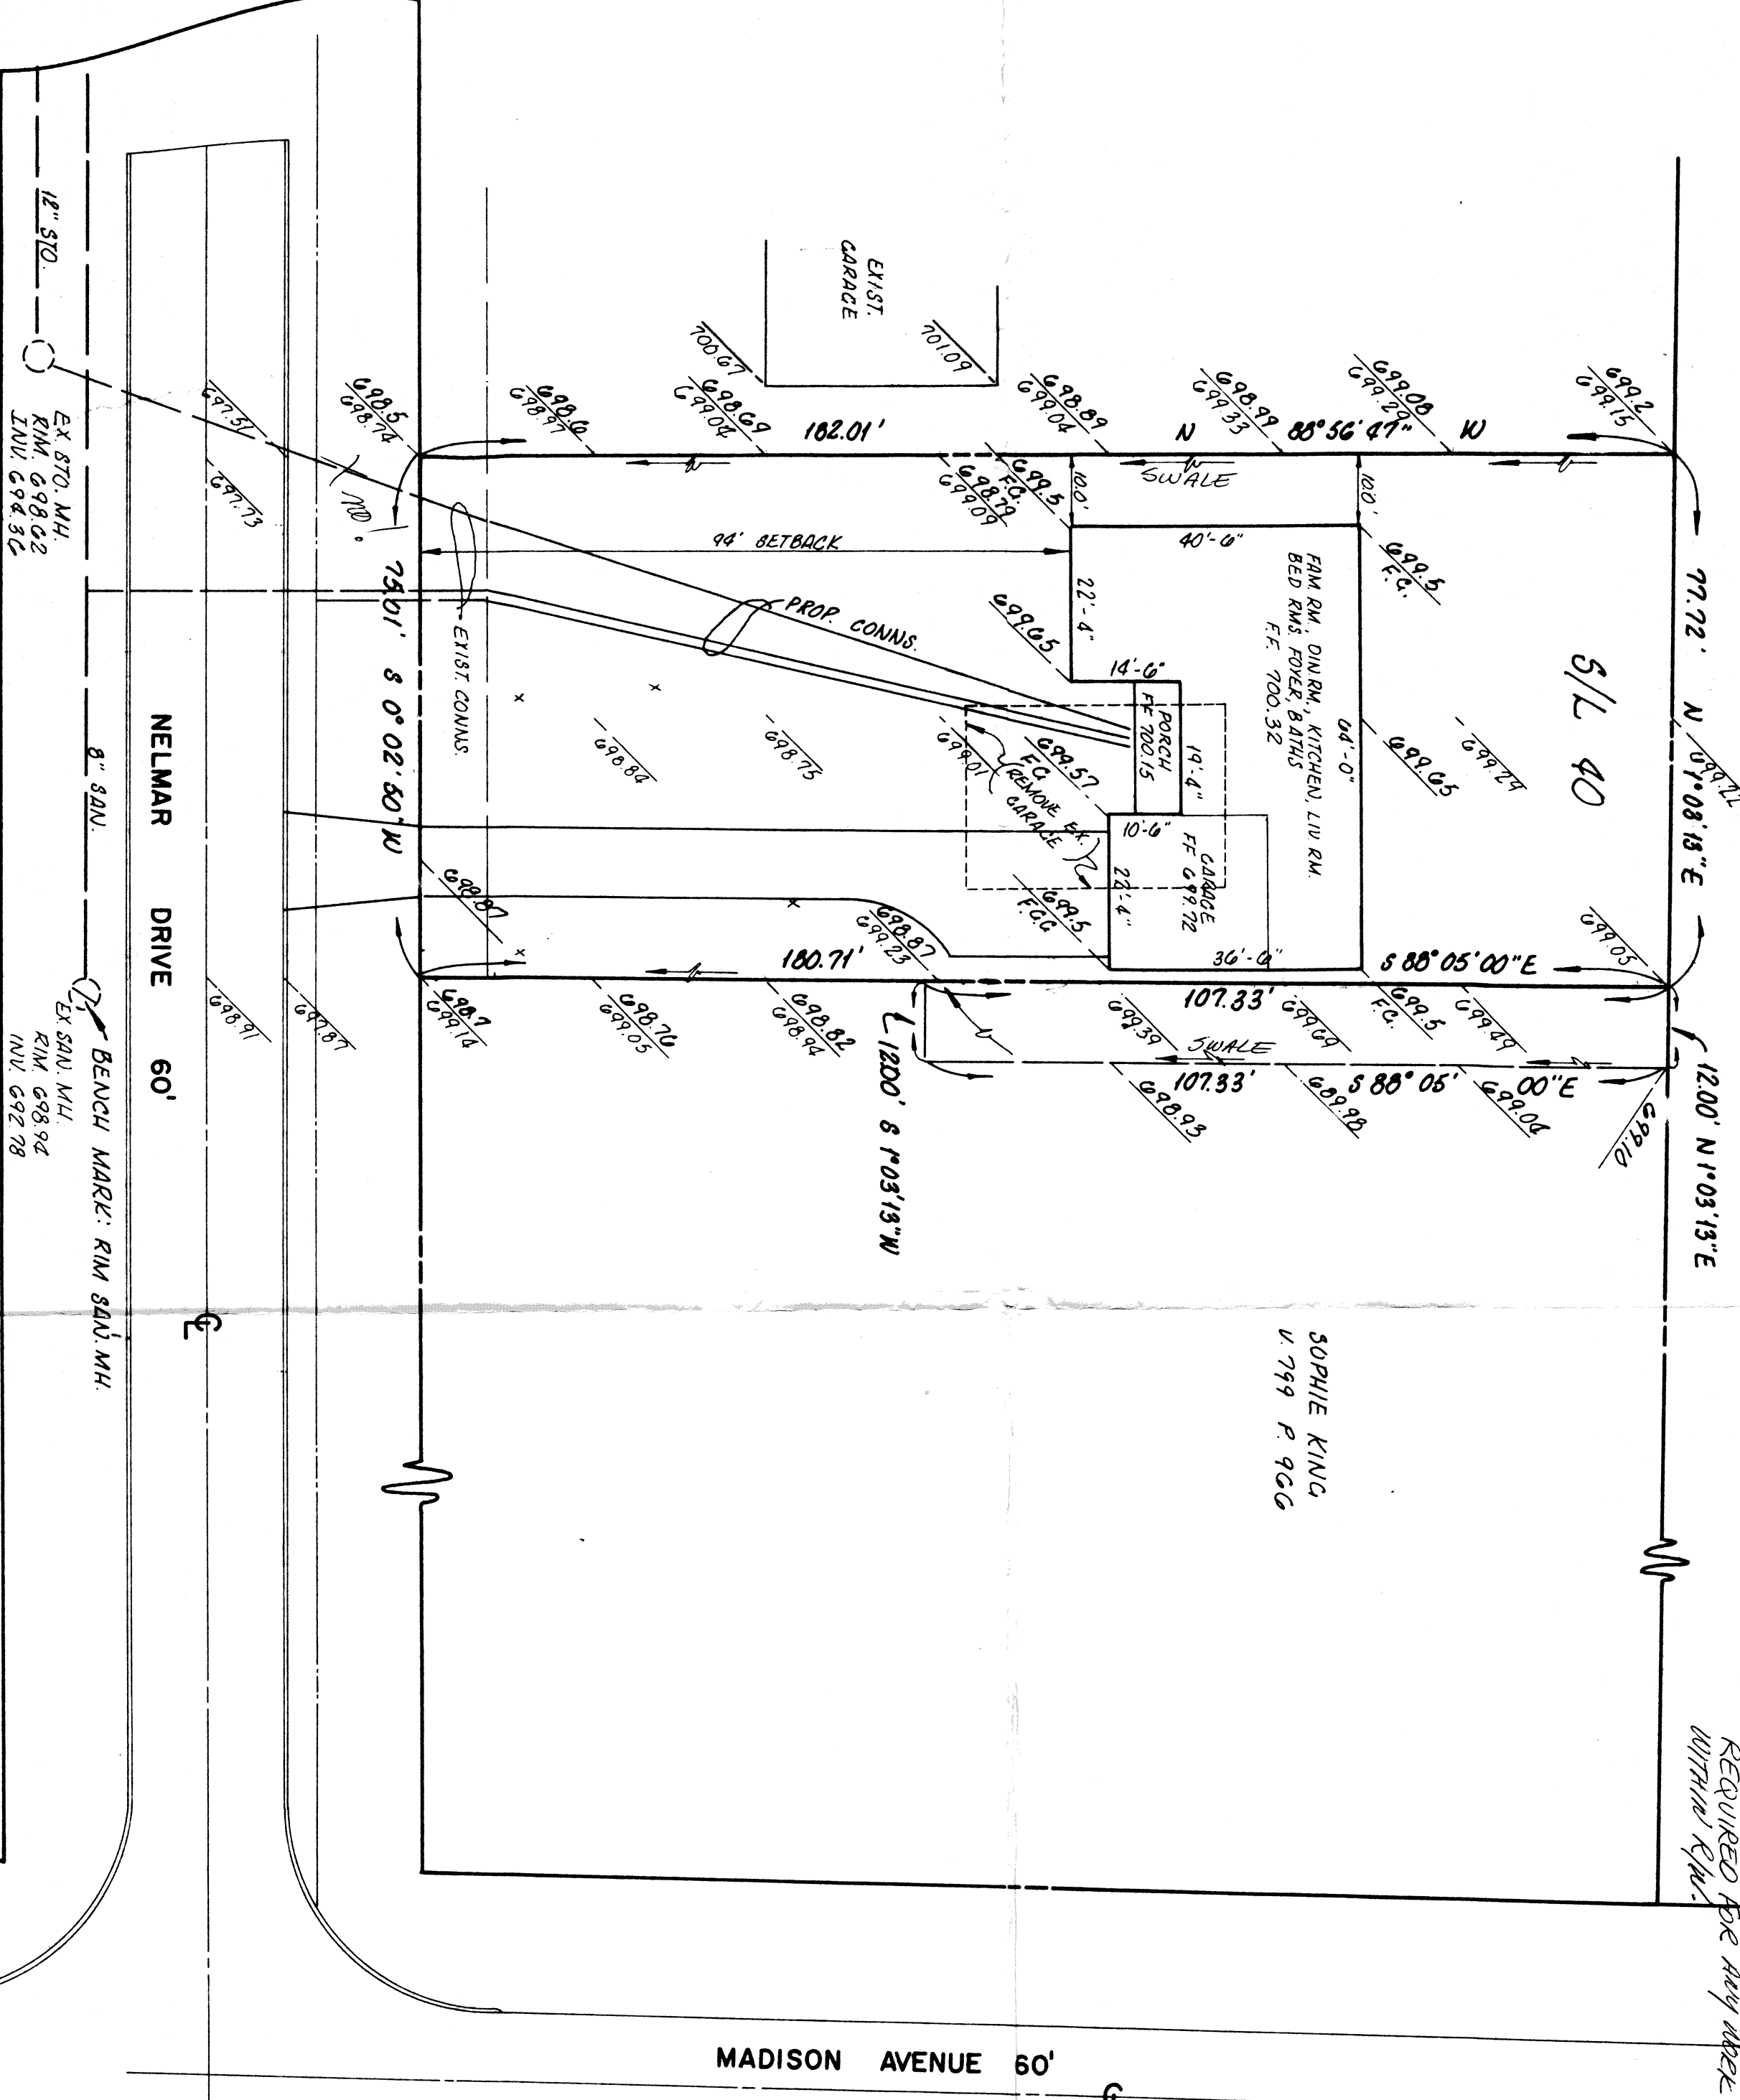 REQUIRED FOR ANY WORK
WITHIN R/W.
77.72' N 1°08'13"E
12.00' N 1°03'13"E
S/L 40
699.2
699.15
699.22
699.05
699.10
182.01' N 88°56'47" W
699.08
699.29
698.99
699.33
698.89
699.04
698.69
699.04
698.6
698.97
698.5
698.74
SWALE
10.0'
10.0'
699.5
F.G.
698.79
699.09
699.5
F.G.
699.24
699.65
EXIST.
GARAGE
701.09
700.67
FAM. RM., DIN.RM., KITCHEN, LIV. RM.
BED RMS. FOYER, BATHS
F.F. 700.32
64'-0"
40'-6"
22'-4"
14'-6"
19'-4"
PORCH
FF 700.15
10'-6"
GARAGE
FF 699.72
22'-4"
36'-6"
699.65
699.57
F.G.
(REMOVE EX.
GARAGE
699.5
F.G.G
94' SETBACK
PROP. CONNS.
EXIST. CONNS.
699.01
698.75
698.84
698.87
698.87
699.23
180.71'
S 88°05'00"E
107.33'
699.5
F.G.
699.49
699.69
699.39
SWALE
107.33' S 88°05' 00"E
699.04
689.98
698.93
12.00' S 1°03'13"W
698.82
698.94
698.76
699.05
698.7
699.14
75.01' S 0°02'50"W
SOPHIE KING
V. 799 P. 966
697.51
697.73
697.87
698.91
NELMAR DRIVE 60'
BENCH MARK: RIM SAN. MH.
8" SAN.
EX. SAN. MH.
RIM. 698.94
INV. 692.78
12" STO.
EX STO. MH.
RIM. 698.62
INV. 694.36
MADISON AVENUE 60'